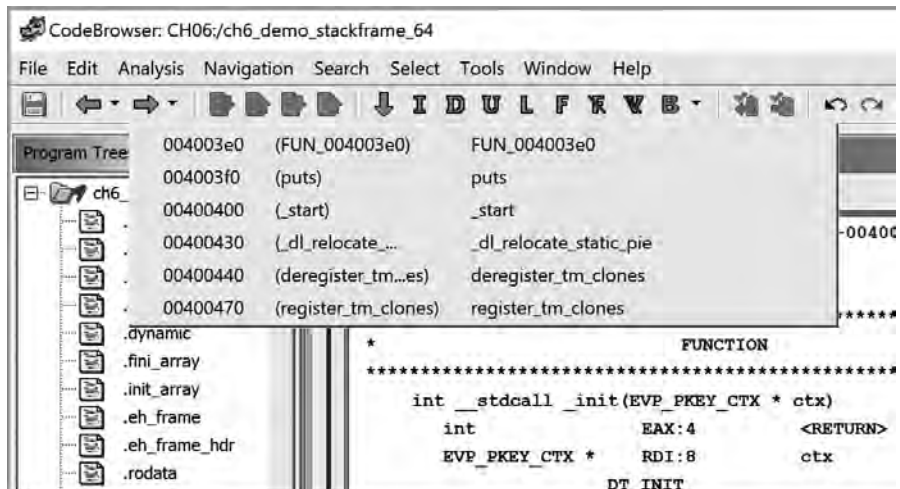 CodeBrowser: CH06:/ch6_demo_stackframe_64
File Edit Analysis Navigation Search Select Tools Window Help
I D U L F V B
Program Tree
004003e0 (FUN_004003e0) FUN_004003e0
004003f0 (puts) puts
00400400 (_start) _start
00400430 (_dl_relocate_... _dl_relocate_static_pie
00400440 (deregister_tm...es) deregister_tm_clones
00400470 (register_tm_clones) register_tm_clones
ch6_
-00400
*****
.dynamic
* FUNCTION
.fini_array
.init_array
int __stdcall _init(EVP_PKEY_CTX * ctx)
.eh_frame
int EAX:4 <RETURN>
.eh_frame_hdr
EVP_PKEY_CTX * RDI:8 ctx
.rodata
DT_INIT